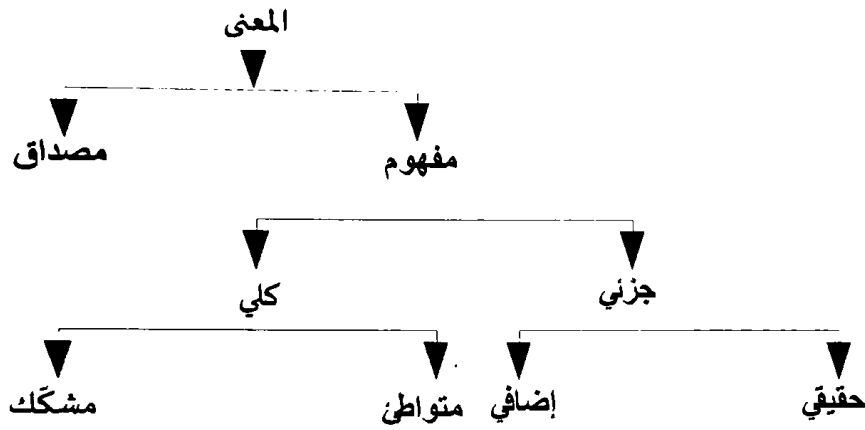 المعنى
مفهوم مصداق
جزئي كلي
حقيقي إضافي متواطئ مشكَك